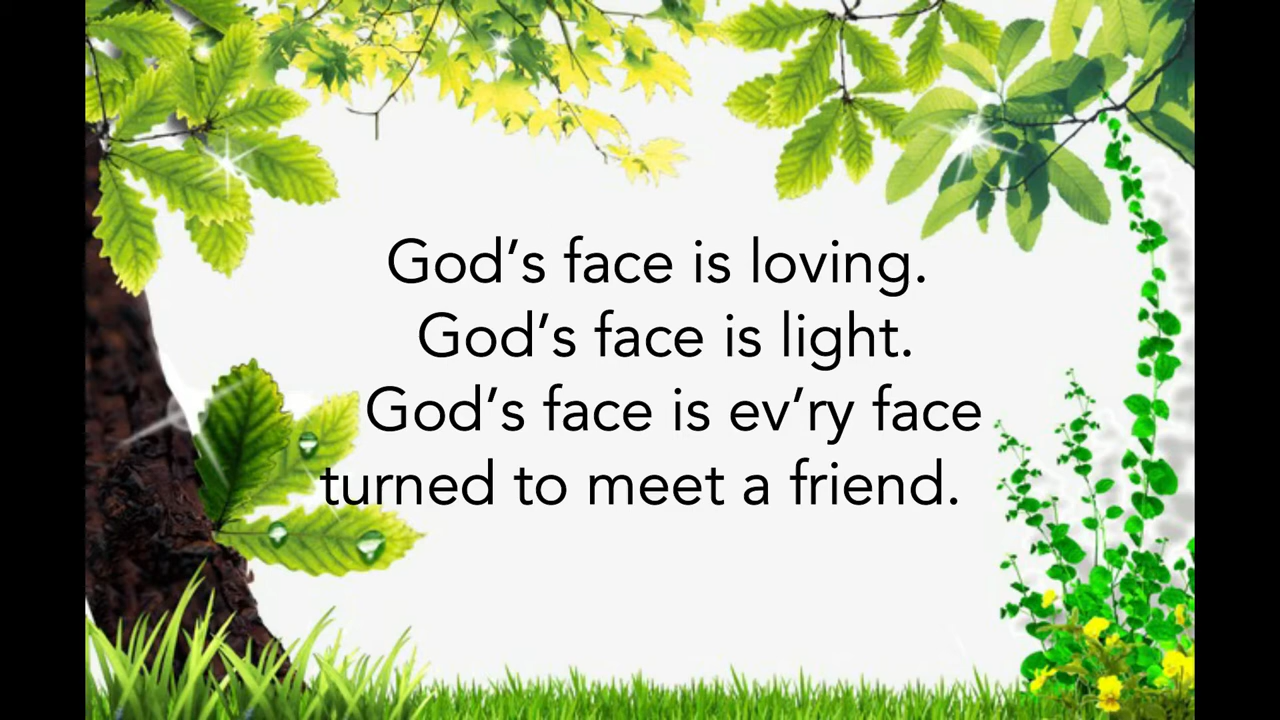 God’s face is loving.
God’s face is light.
God’s face is ev’ry face
turned to meet a friend.